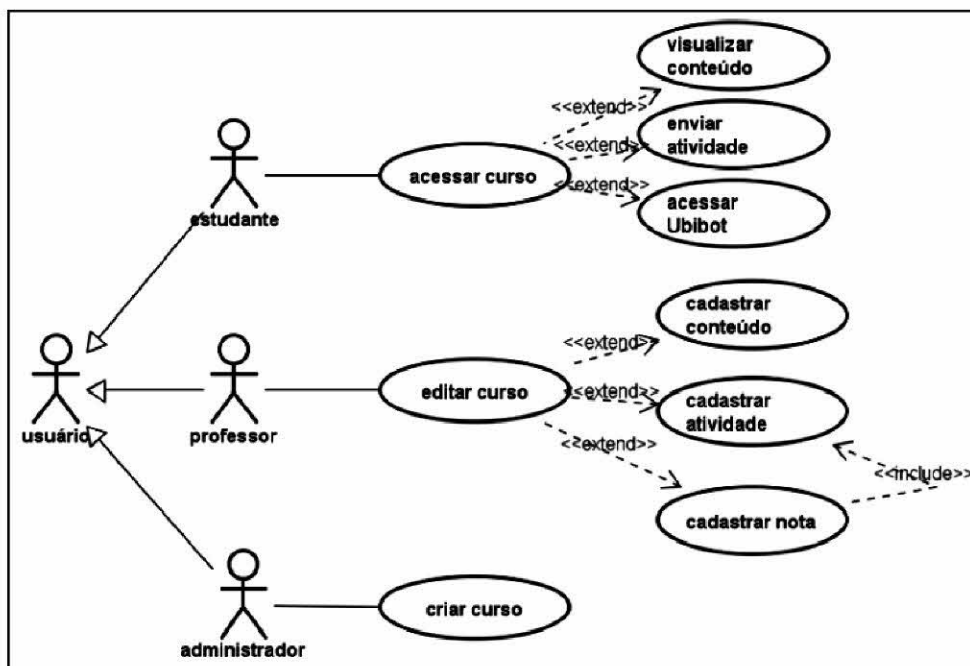 visualizar
conteúdo
<<extend>>
enviar
atividade
<<extend>>
acessar curso
<<extend>>
acessar
Ubibot
estudante
cadastrar
conteúdo
<<extend>>
editar curso
<<extend>>
cadastrar
atividade
usuário
professor
<<extend>>
<<include>>
cadastrar nota
criar curso
administrador